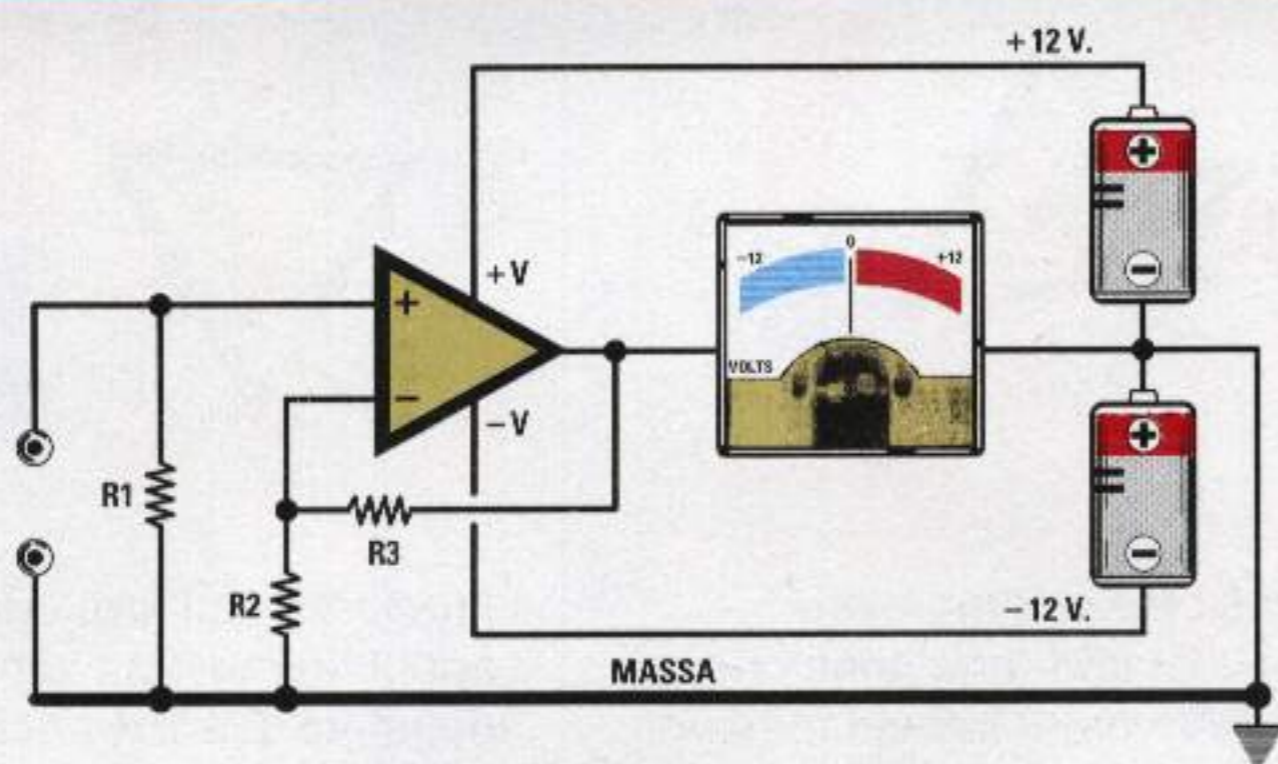 +12 V.
+
+V
-12
0
+12
+
−
VOLTS
−
−V
+
R1
R3
R2
−
−12 V.
MASSA